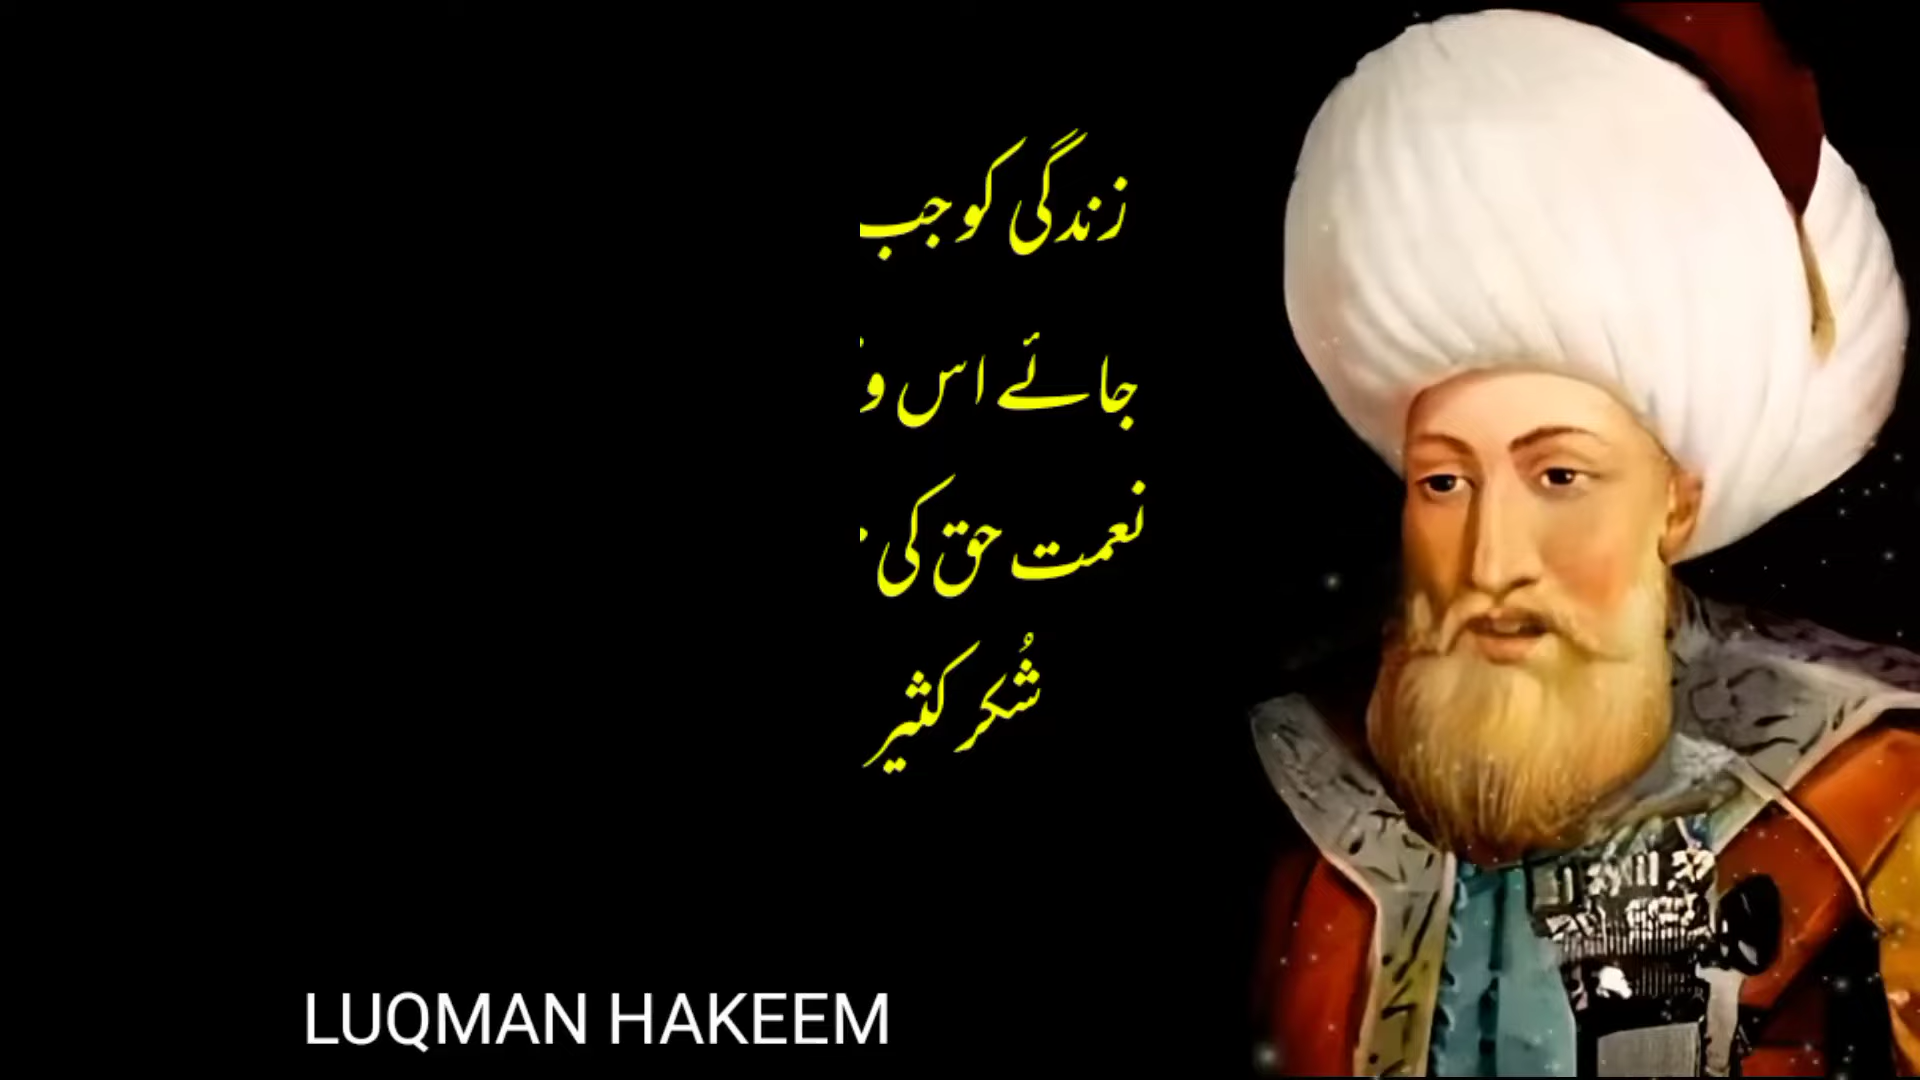 زندگی کو جب
جائے اس
نعمت حق کی
شُکر کثیر
LUQMAN HAKEEM